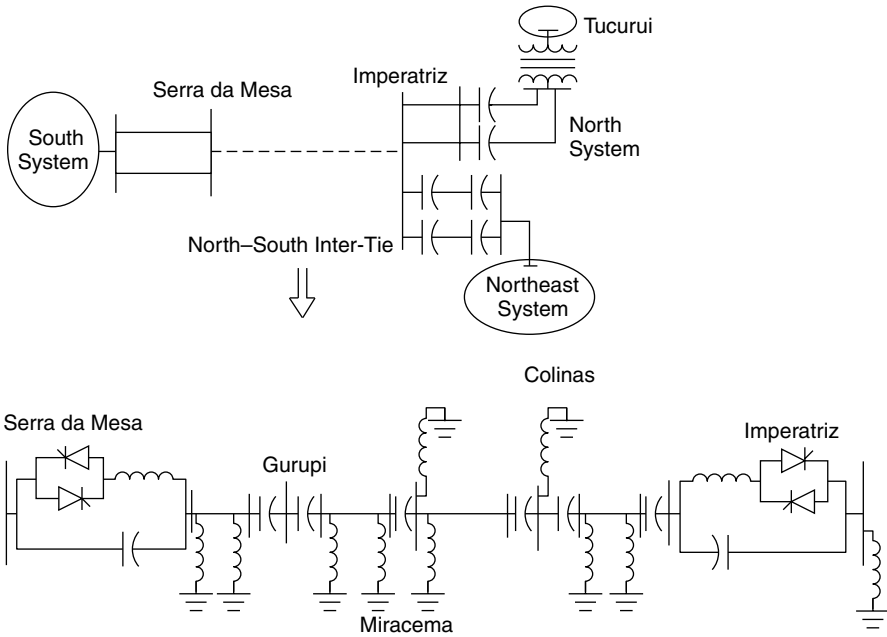 Tucurui
Imperatriz
Serra da Mesa
South
System
North
System
North–South Inter-Tie
Northeast
System
Colinas
Serra da Mesa
Imperatriz
Gurupi
Miracema